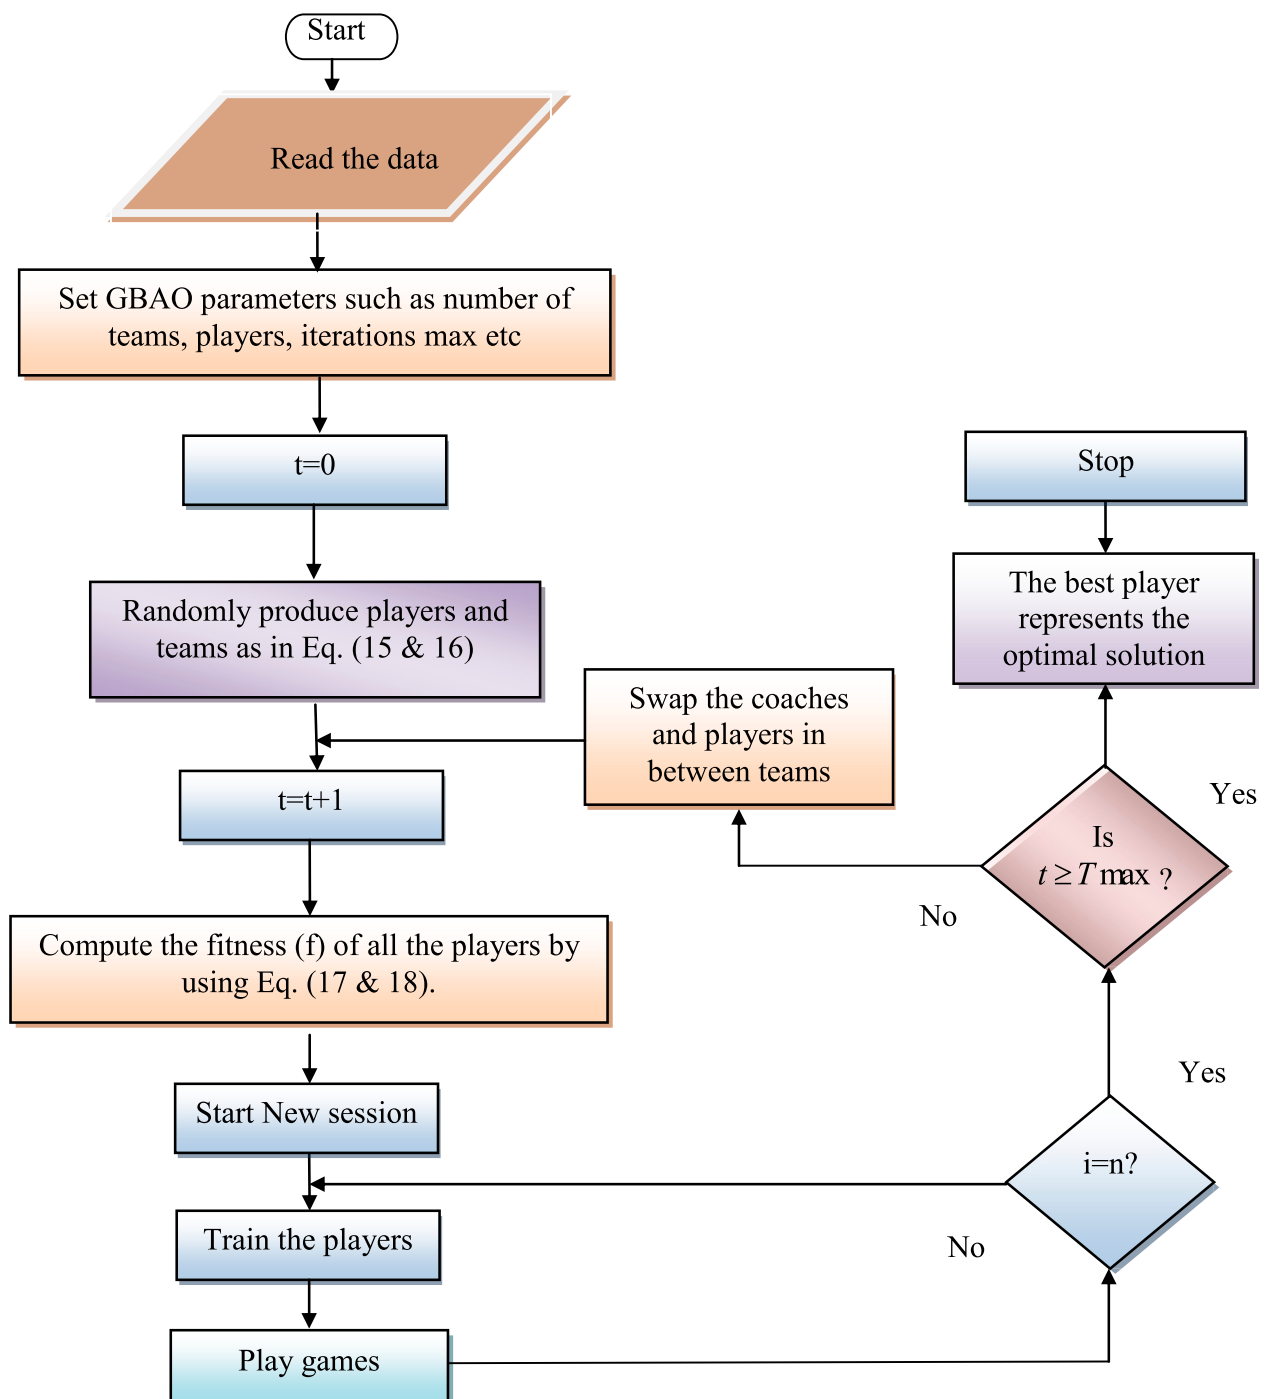 Start
Read the data
Set GBAO parameters such as number of
teams, players, iterations max etc
t=0
Randomly produce players and
teams as in Eq. (15 & 16)
t=t+1
Compute the fitness (f) of all the players by
using Eq. (17 & 18).
Start New session
Train the players
Play games
i=n?
No
Yes
Is
t ≥ T max ?
No
Yes
Swap the coaches
and players in
between teams
The best player
represents the
optimal solution
Stop